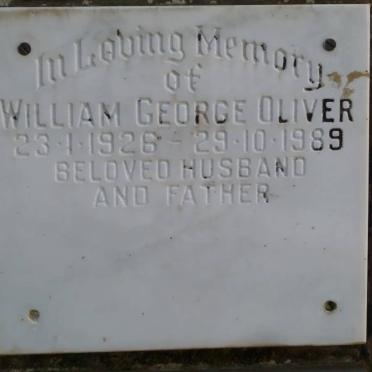 In Loving Memory
of
WILLIAM GEORGE OLIVER
23·1·1926 - 29·10·1989
BELOVED HUSBAND
AND FATHER